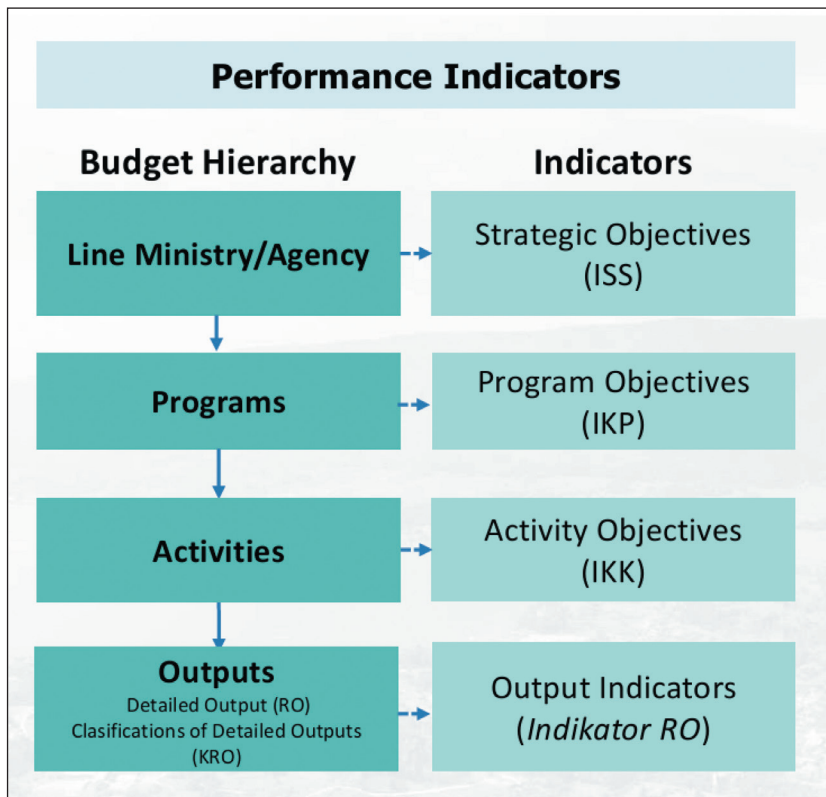 Performance Indicators
Budget Hierarchy
Indicators
Line Ministry/Agency
Strategic Objectives
(ISS)
Programs
Program Objectives
(IKP)
Activities
Activity Objectives
(IKK)
Outputs
Detailed Output (RO)
Clasifications of Detailed Outputs
(KRO)
Output Indicators
(Indikator RO)